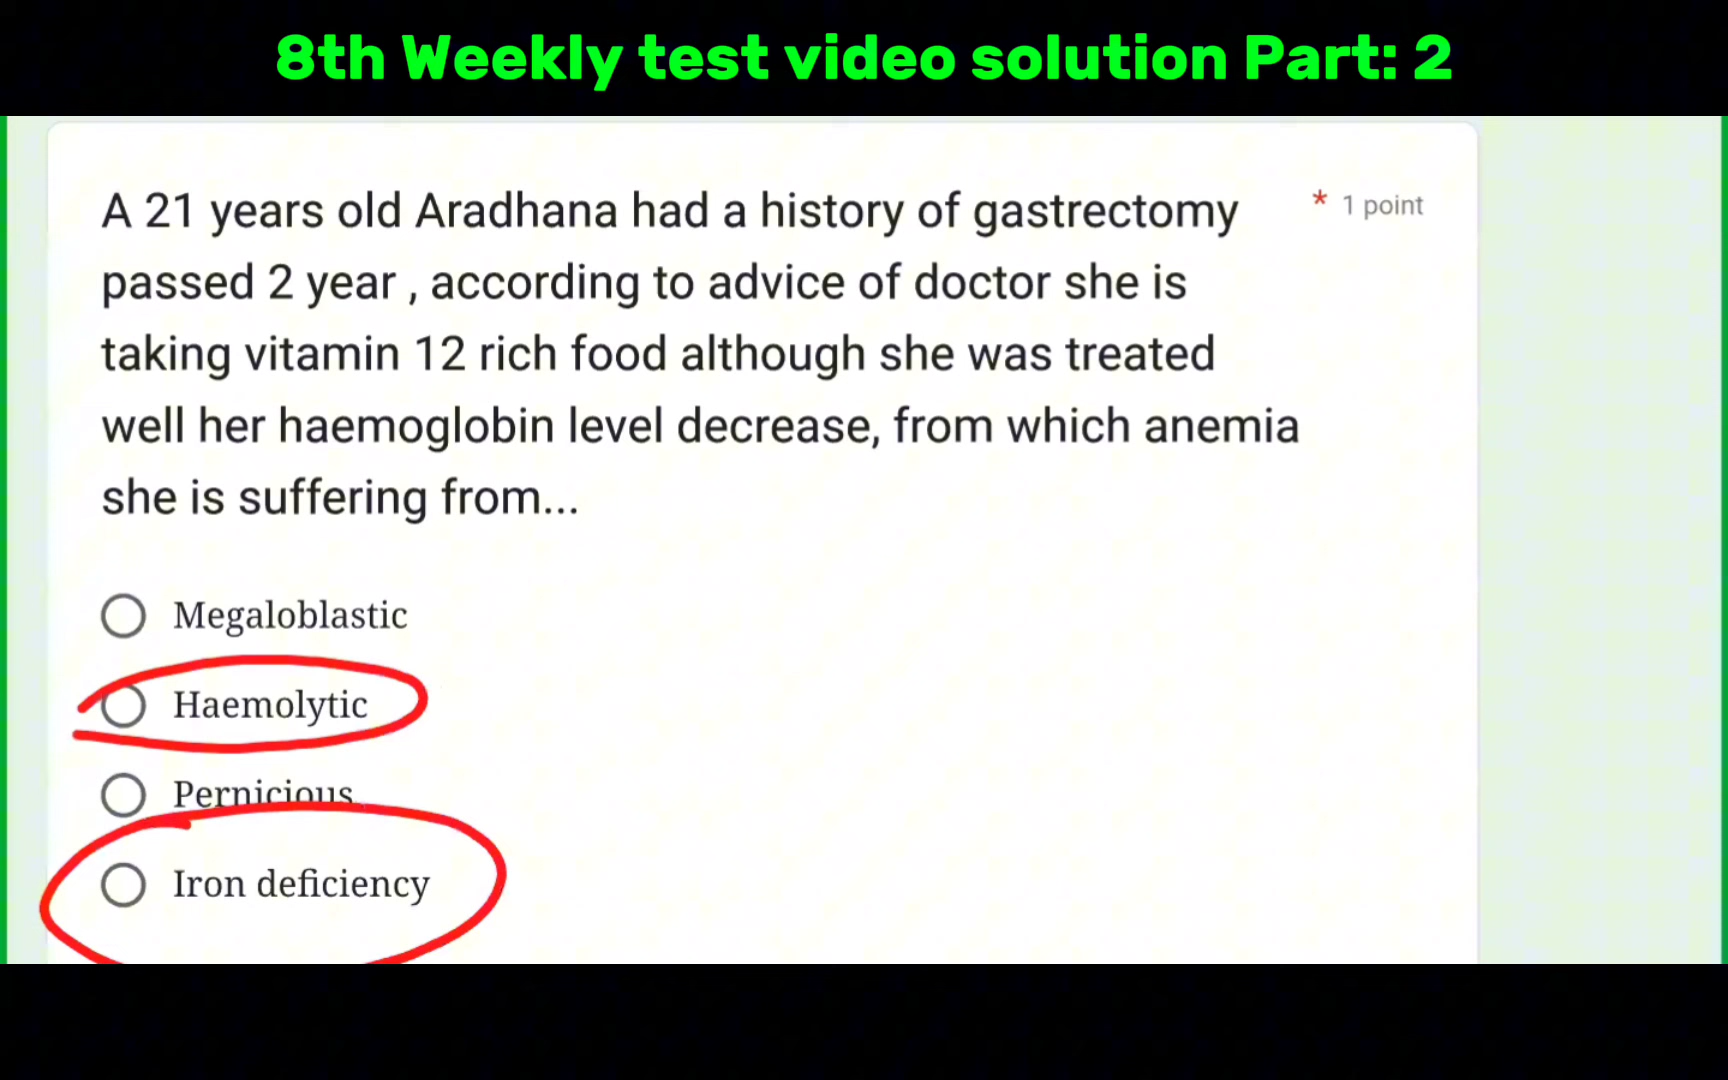 8th Weekly test video solution Part: 2
A 21 years old Aradhana had a history of gastrectomy * 1 point
passed 2 year , according to advice of doctor she is
taking vitamin 12 rich food although she was treated
well her haemoglobin level decrease, from which anemia
she is suffering from...
Megaloblastic
Haemolytic
Pernicious
Iron deficiency